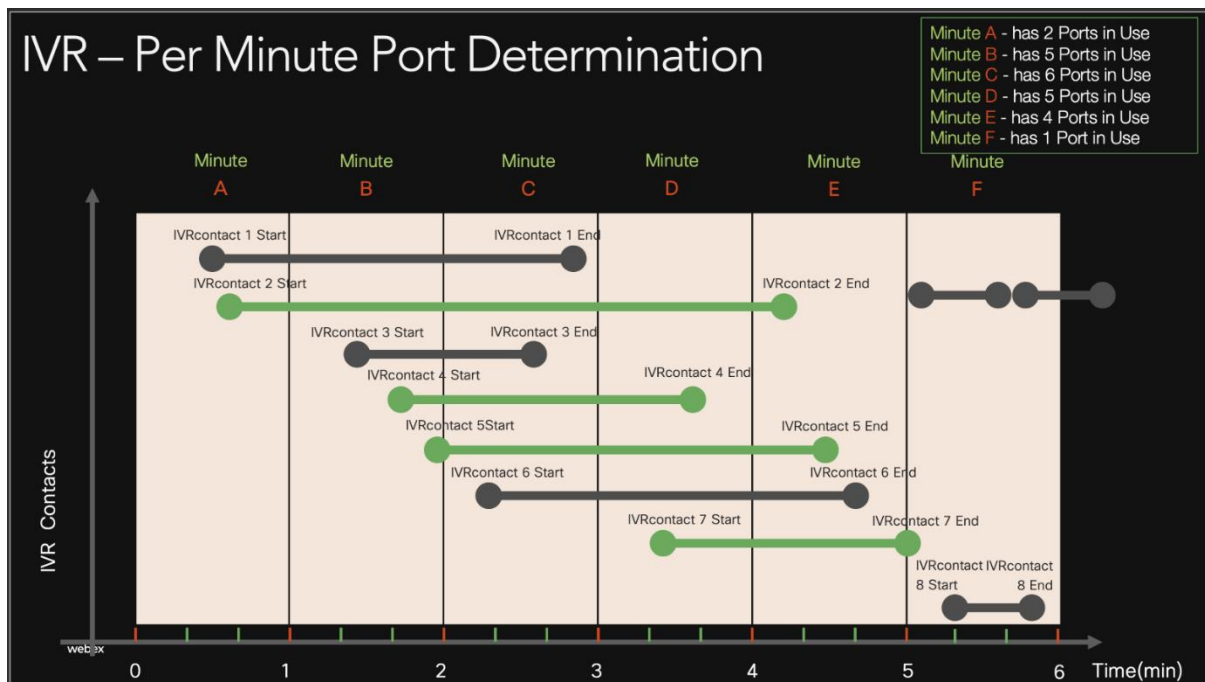 IVR – Per Minute Port Determination
Minute A - has 2 Ports in Use
Minute B - has 5 Ports in Use
Minute C - has 6 Ports in Use
Minute D - has 5 Ports in Use
Minute E - has 4 Ports in Use
Minute F - has 1 Port in Use
Minute Minute Minute Minute Minute Minute
A B C D E F
IVRcontact 1 Start IVRcontact 1 End
IVRcontact 2 Start IVRcontact 2 End
IVRcontact 3 Start IVRcontact 3 End
IVRcontact 4 Start IVRcontact 4 End
IVRcontact 5Start IVRcontact 5 End
IVRcontact 6 Start IVRcontact 6 End
IVRcontact 7 Start IVRcontact 7 End
IVRcontact IVRcontact
8 Start 8 End
IVR Contacts
webex
0 1 2 3 4 5 6 Time(min)